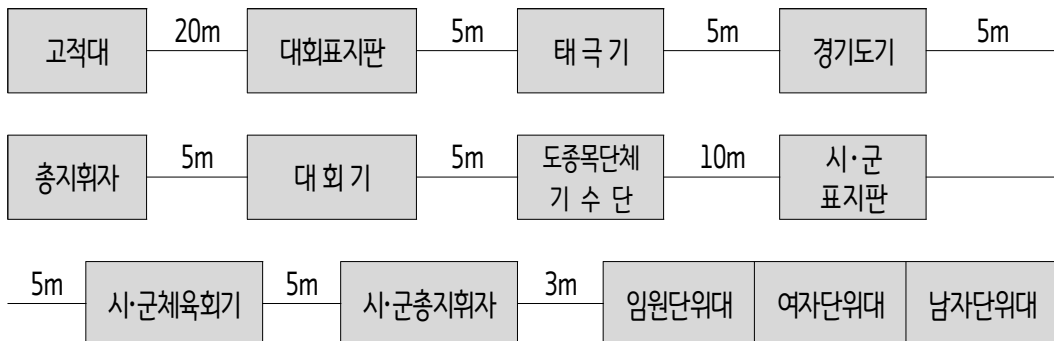 고적대 20m 대회표지판 5m 태 극 기 5m 경기도기 5m
총지휘자 5m 대 회 기 5m 도종목단체 기 수 단 10m 시·군 표지판
5m 시·군체육회기 5m 시·군총지휘자 3m 임원단위대 여자단위대 남자단위대